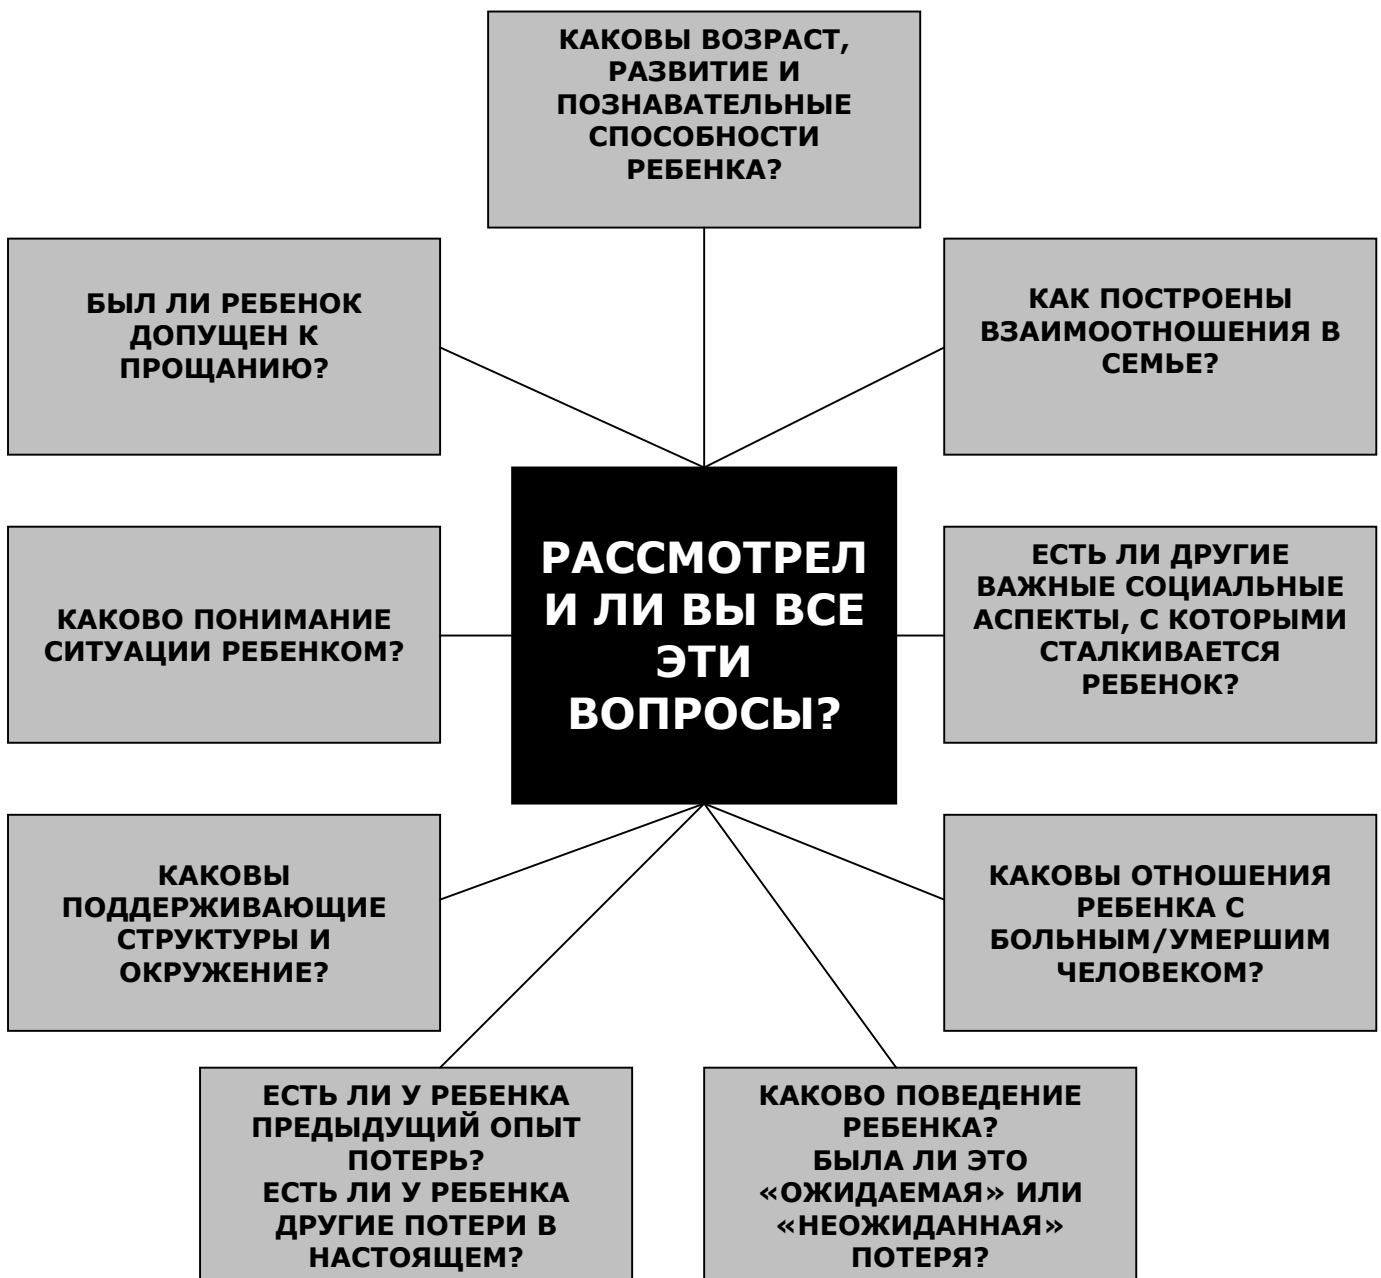 КАКОВЫ ВОЗРАСТ,
РАЗВИТИЕ И
ПОЗНАВАТЕЛЬНЫЕ
СПОСОБНОСТИ
РЕБЕНКА?
БЫЛ ЛИ РЕБЕНОК
ДОПУЩЕН К
ПРОЩАНИЮ?
КАК ПОСТРОЕНЫ
ВЗАИМООТНОШЕНИЯ В
СЕМЬЕ?
КАКОВО ПОНИМАНИЕ
СИТУАЦИИ РЕБЕНКОМ?
РАССМОТРЕЛ
И ЛИ ВЫ ВСЕ
ЭТИ
ВОПРОСЫ?
ЕСТЬ ЛИ ДРУГИЕ
ВАЖНЫЕ СОЦИАЛЬНЫЕ
АСПЕКТЫ, С КОТОРЫМИ
СТАЛКИВАЕТСЯ
РЕБЕНОК?
КАКОВЫ
ПОДДЕРЖИВАЮЩИЕ
СТРУКТУРЫ И
ОКРУЖЕНИЕ?
КАКОВЫ ОТНОШЕНИЯ
РЕБЕНКА С
БОЛЬНЫМ/УМЕРШИМ
ЧЕЛОВЕКОМ?
ЕСТЬ ЛИ У РЕБЕНКА
ПРЕДЫДУЩИЙ ОПЫТ
ПОТЕРЬ?
ЕСТЬ ЛИ У РЕБЕНКА
ДРУГИЕ ПОТЕРИ В
НАСТОЯЩЕМ?
КАКОВО ПОВЕДЕНИЕ
РЕБЕНКА?
БЫЛА ЛИ ЭТО
«ОЖИДАЕМАЯ» ИЛИ
«НЕОЖИДАННАЯ»
ПОТЕРЯ?